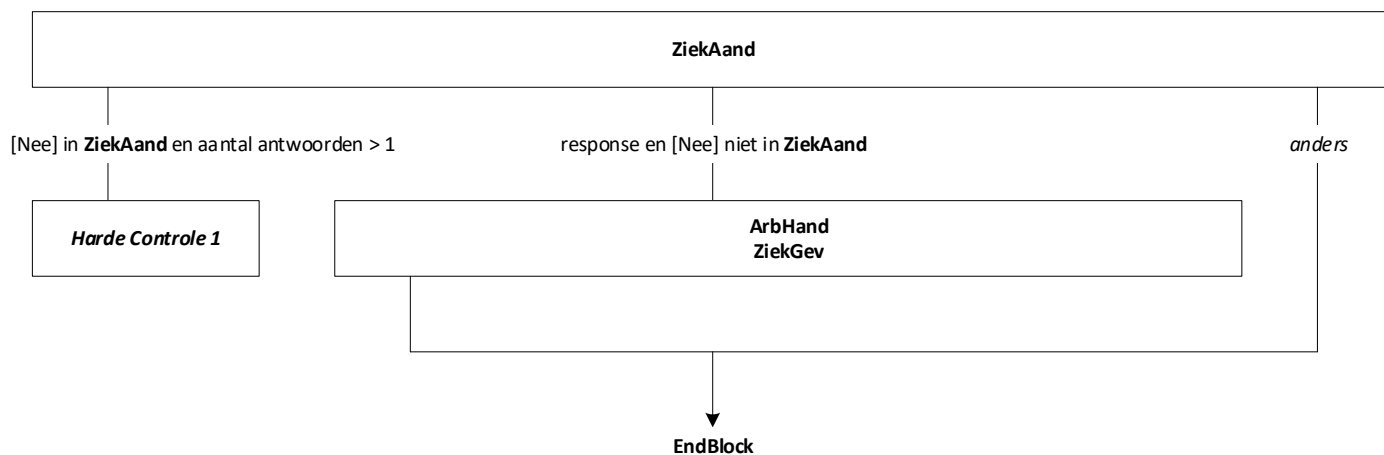 ZiekAand
[Nee] in ZiekAand en aantal antwoorden > 1
response en [Nee] niet in ZiekAand
anders
Harde Controle 1
ArbHand
ZiekGev
EndBlock